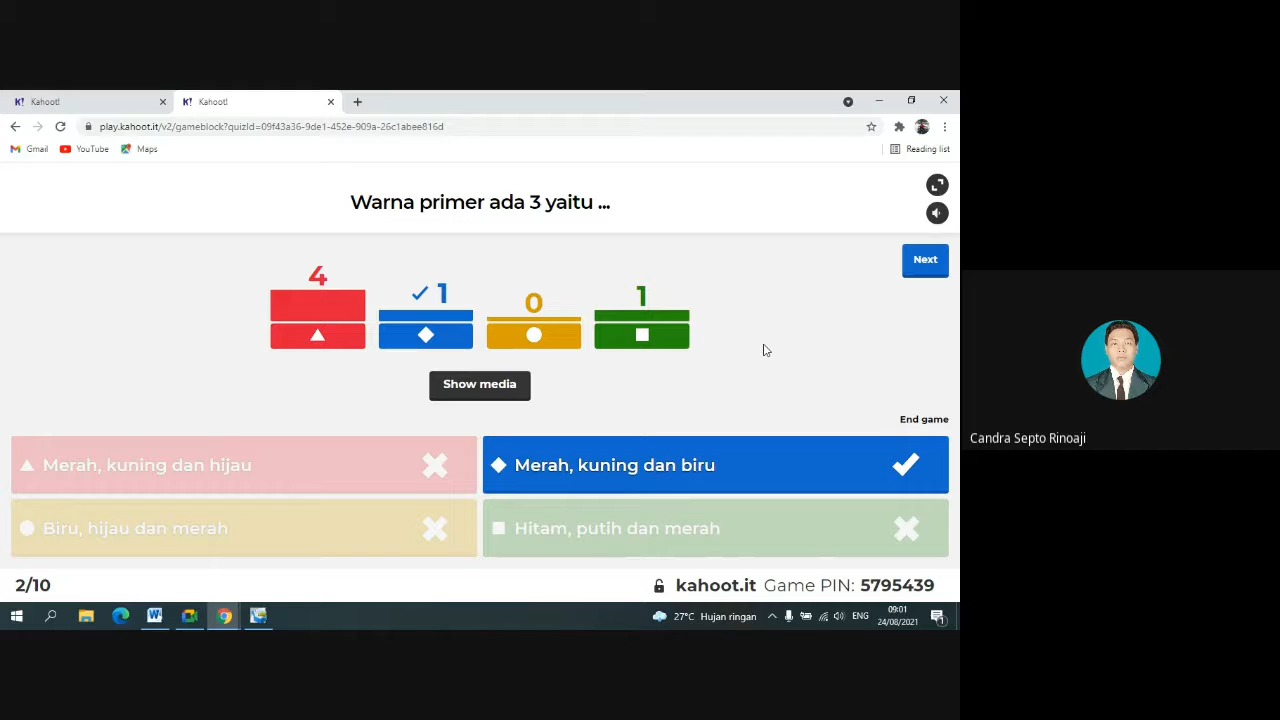 K! Kahoot!
K! Kahoot!
play.kahoot.it/v2/gameblock?quizId=09f43a36-9de1-452e-909a-26c1abee816d
Gmail YouTube Maps Reading list
Warna primer ada 3 yaitu ...
Next
4 1 0 1
Show media
End game
Merah, kuning dan hijau
Merah, kuning dan biru
Biru, hijau dan merah
Hitam, putih dan merah
2/10
kahoot.it Game PIN: 5795439
27°C Hujan ringan ENG
09:01
24/08/2021
1
Candra Septo Rinoaji